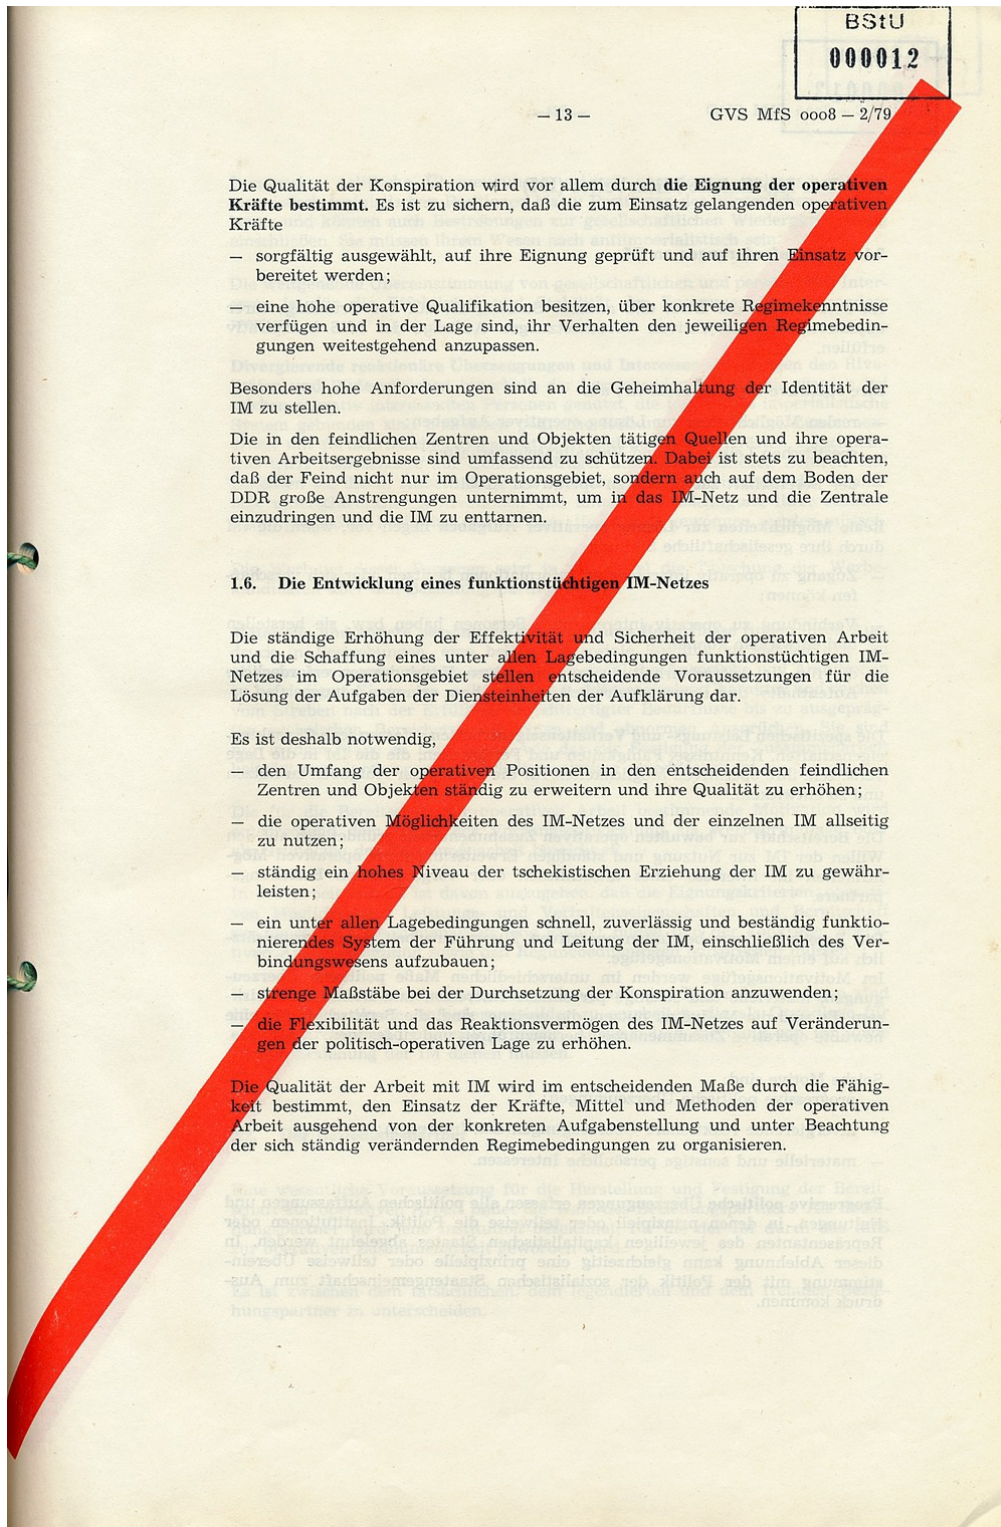 BStU
000012
— 13 —
GVS MfS ooo8 — 2/79
Die Qualität der Konspiration wird vor allem durch die Eignung der operativen
Kräfte bestimmt. Es ist zu sichern, daß die zum Einsatz gelangenden operativen
Kräfte
— sorgfältig ausgewählt, auf ihre Eignung geprüft und auf ihren Einsatz vor-
bereitet werden;
— eine hohe operative Qualifikation besitzen, über konkrete Regimekenntnisse
verfügen und in der Lage sind, ihr Verhalten den jeweiligen Regimebedin-
gungen weitestgehend anzupassen.
Besonders hohe Anforderungen sind an die Geheimhaltung der Identität der
IM zu stellen.
Die in den feindlichen Zentren und Objekten tätigen Quellen und ihre opera-
tiven Arbeitsergebnisse sind umfassend zu schützen. Dabei ist stets zu beachten,
daß der Feind nicht nur im Operationsgebiet, sondern auch auf dem Boden der
DDR große Anstrengungen unternimmt, um in das IM-Netz und die Zentrale
einzudringen und die IM zu enttarnen.
1.6. Die Entwicklung eines funktionstüchtigen IM-Netzes
Die ständige Erhöhung der Effektivität und Sicherheit der operativen Arbeit
und die Schaffung eines unter allen Lagebedingungen funktionstüchtigen IM-
Netzes im Operationsgebiet stellen entscheidende Voraussetzungen für die
Lösung der Aufgaben der Diensteinheiten der Aufklärung dar.
Es ist deshalb notwendig,
— den Umfang der operativen Positionen in den entscheidenden feindlichen
Zentren und Objekten ständig zu erweitern und ihre Qualität zu erhöhen;
— die operativen Möglichkeiten des IM-Netzes und der einzelnen IM allseitig
zu nutzen;
— ständig ein hohes Niveau der tschekistischen Erziehung der IM zu gewähr-
leisten;
— ein unter allen Lagebedingungen schnell, zuverlässig und beständig funktio-
nierendes System der Führung und Leitung der IM, einschließlich des Ver-
bindungswesens aufzubauen;
— strenge Maßstäbe bei der Durchsetzung der Konspiration anzuwenden;
— die Flexibilität und das Reaktionsvermögen des IM-Netzes auf Veränderun-
gen der politisch-operativen Lage zu erhöhen.
Die Qualität der Arbeit mit IM wird im entscheidenden Maße durch die Fähig-
keit bestimmt, den Einsatz der Kräfte, Mittel und Methoden der operativen
Arbeit ausgehend von der konkreten Aufgabenstellung und unter Beachtung
der sich ständig verändernden Regimebedingungen zu organisieren.